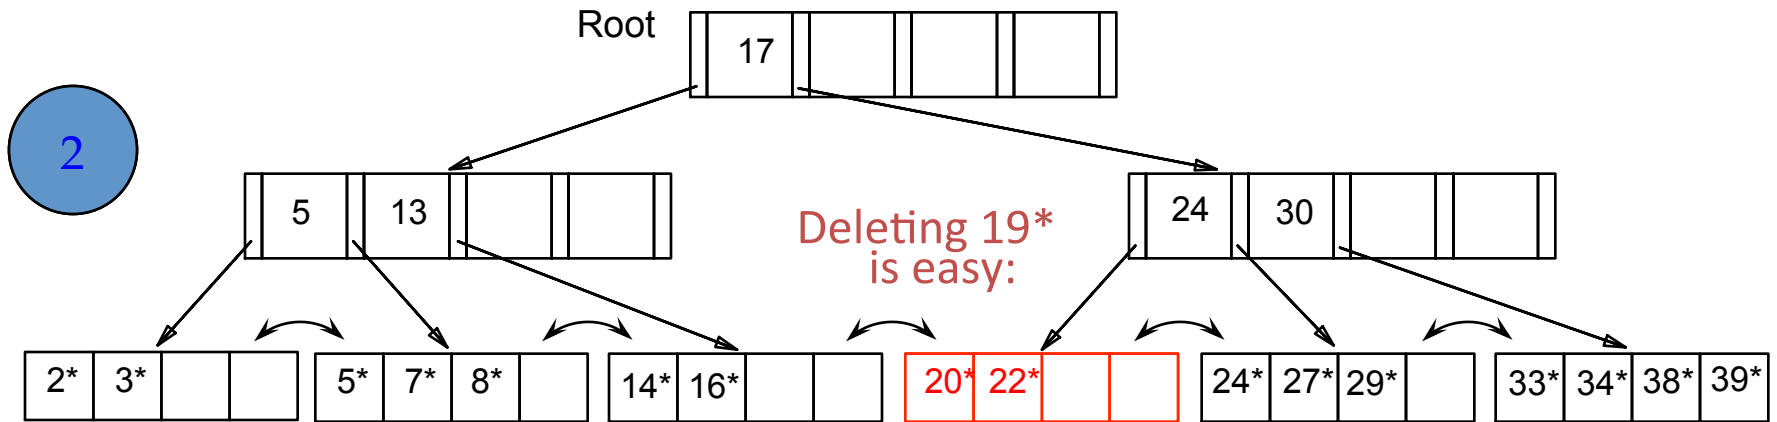 Root
17
2
5 13
24 30
Deleting 19*
is easy:
2* 3*
5* 7* 8*
14* 16*
20* 22*
24* 27* 29*
33* 34* 38* 39*